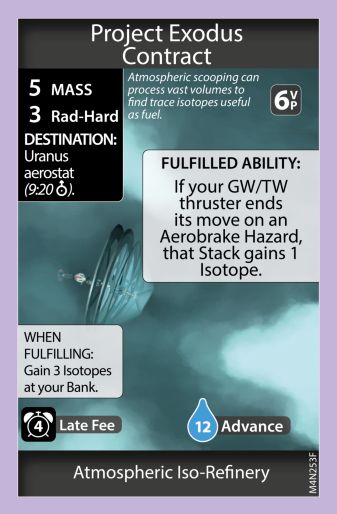 Project Exodus
Contract
5 MASS
3 Rad-Hard
DESTINATION:
Uranus
aerostat
(9:20 ⛢).
Atmospheric scooping can
process vast volumes to
find trace isotopes useful
as fuel.
6VP
FULFILLED ABILITY:
If your GW/TW
thruster ends
its move on an
Aerobrake Hazard,
that Stack gains 1
Isotope.
WHEN
FULFILLING:
Gain 3 Isotopes
at your Bank.
4 Late Fee
12 Advance
Atmospheric Iso-Refinery
M4N253F